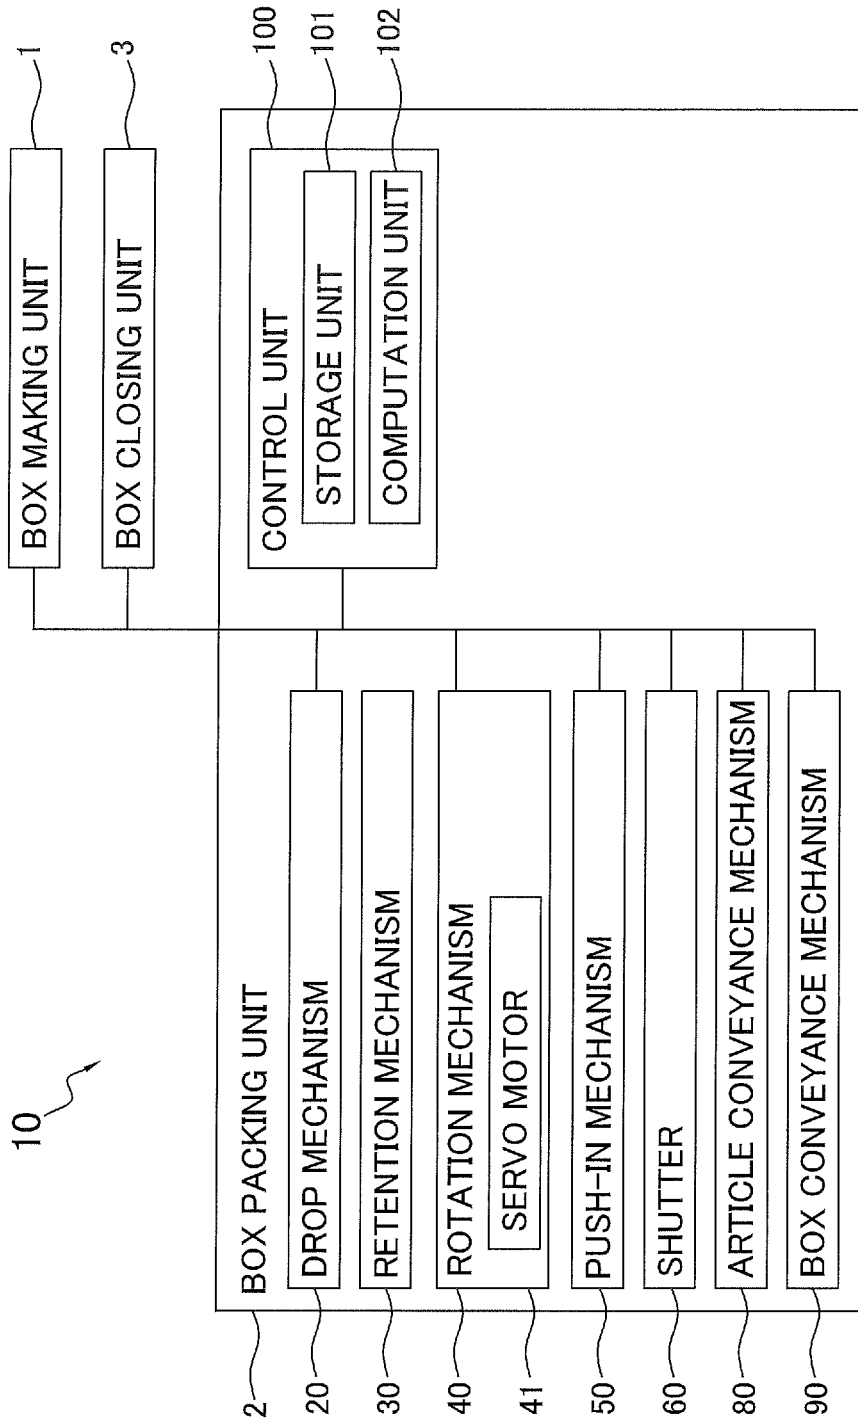 10
BOX MAKING UNIT
1
BOX CLOSING UNIT
3
2
BOX PACKING UNIT
20
DROP MECHANISM
30
RETENTION MECHANISM
40
ROTATION MECHANISM
41
SERVO MOTOR
50
PUSH-IN MECHANISM
60
SHUTTER
80
ARTICLE CONVEYANCE MECHANISM
90
BOX CONVEYANCE MECHANISM
CONTROL UNIT
100
STORAGE UNIT
101
COMPUTATION UNIT
102